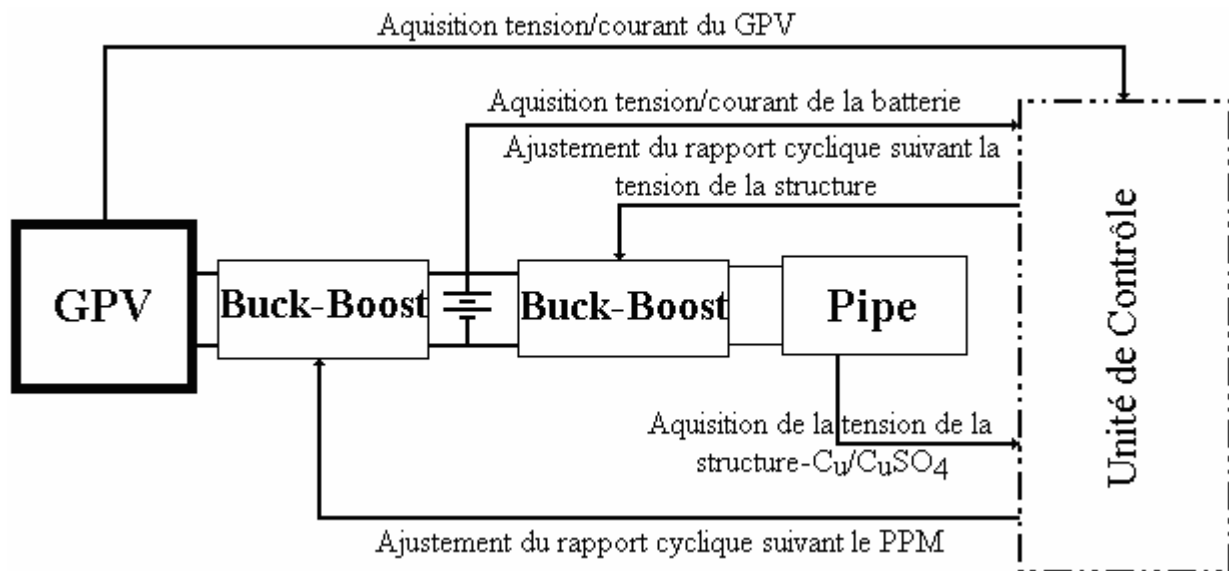 Aquisition tension/courant du GPV
Aquisition tension/courant de la batterie
Ajustement du rapport cyclique suivant la
tension de la structure
GPV
Buck-Boost
Buck-Boost
Pipe
Unité de Contrôle
Aquisition de la tension de la
structure-Cu/CuSO4
Ajustement du rapport cyclique suivant le PPM